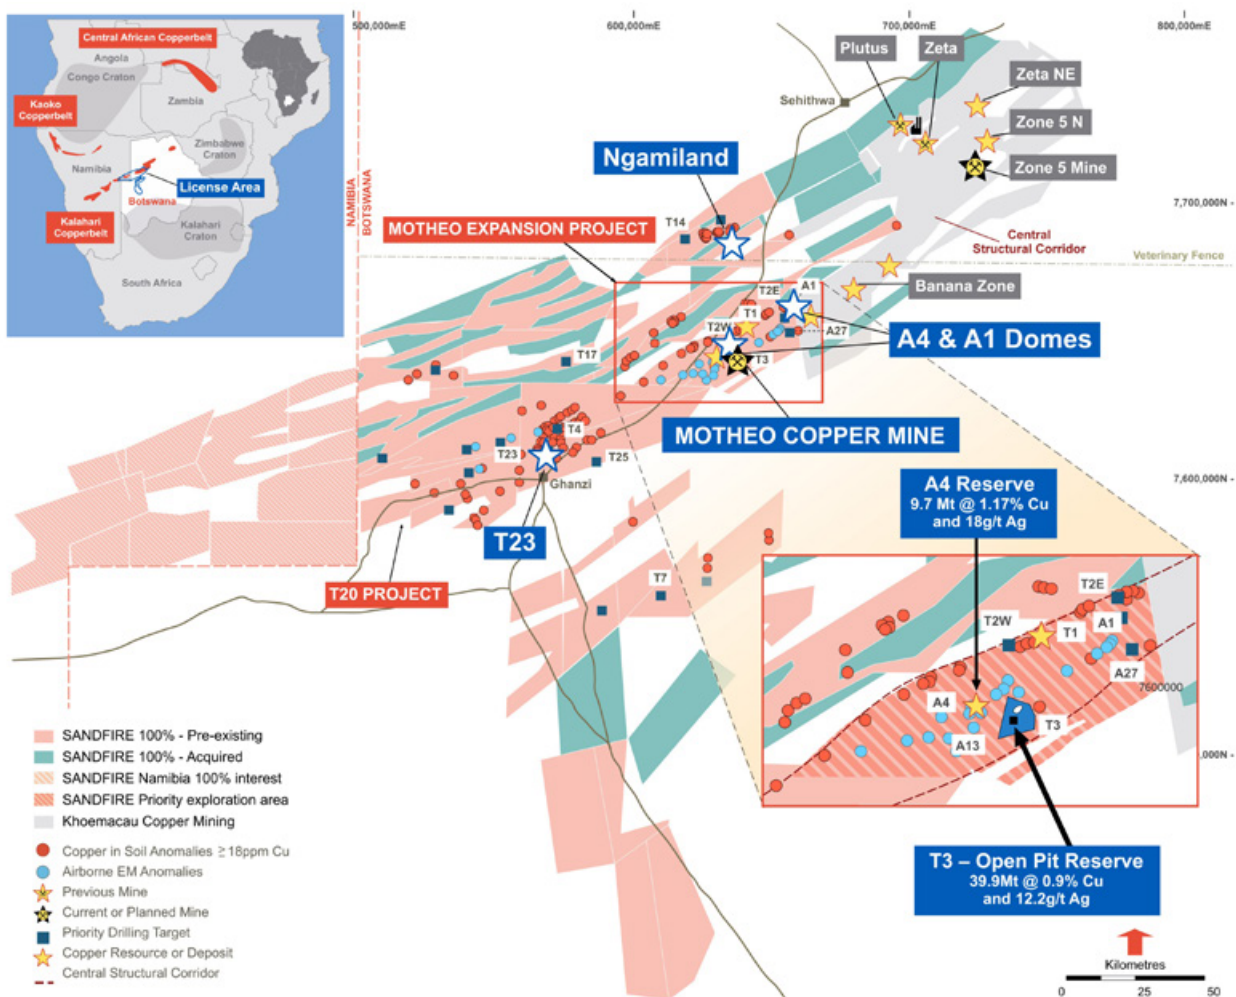 500,000mE
600,000mE
700,000mE
800,000mE
Central African Copperbelt
Angola
Congo Craton
Zambia
Kaoko
Copperbelt
Zimbabwe
Craton
Namibia
License Area
Botswana
Kalahari
Copperbelt
Kalahari
Craton
South Africa
NAMIBIA
BOTSWANA
Plutus
Zeta
Zeta NE
Sehithwa
Zone 5 N
Zone 5 Mine
Ngamiland
7,700,000N
T14
MOTHEO EXPANSION PROJECT
Central
Structural Corridor
Veterinary Fence
Banana Zone
T2E
A1
T1
T2W
A27
T3
A4 & A1 Domes
T17
MOTHEO COPPER MINE
T4
T23
T25
Ghanzi
7,600,000N
A4 Reserve
9.7 Mt @ 1.17% Cu
and 18g/t Ag
T23
T20 PROJECT
T7
T2E
T2W
T1
A1
A27
7600000
A4
T3
A13
,000N
SANDFIRE 100% - Pre-existing
SANDFIRE 100% - Acquired
SANDFIRE Namibia 100% interest
SANDFIRE Priority exploration area
Khoemacau Copper Mining
Copper in Soil Anomalies ≥18ppm Cu
Airborne EM Anomalies
Previous Mine
Current or Planned Mine
Priority Drilling Target
Copper Resource or Deposit
Central Structural Corridor
T3 – Open Pit Reserve
39.9Mt @ 0.9% Cu
and 12.2g/t Ag
Kilometres
0 25 50